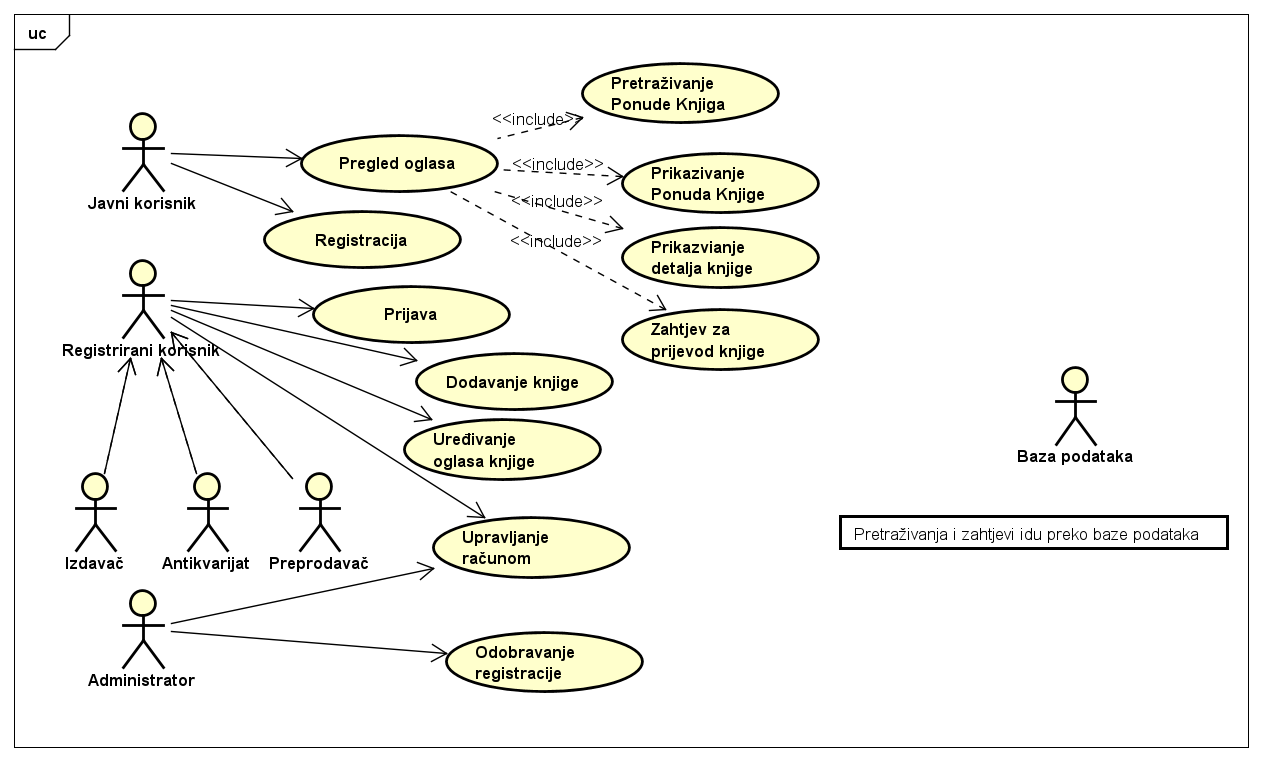 uc
Pretraživanje
Ponude Knjiga
<<include>>
Javni korisnik
Pregled oglasa
<<include>>
Prikazivanje
Ponuda Knjige
<<include>>
Registracija
<<include>>
Prikazvianje
detalja knjige
Registrirani korisnik
Prijava
Zahtjev za
prijevod knjige
Dodavanje knjige
Uređivanje
oglasa knjige
Baza podataka
Izdavač
Antikvarijat
Preprodavač
Upravljanje
računom
Pretraživanja i zahtjevi idu preko baze podataka
Administrator
Odobravanje
registracije